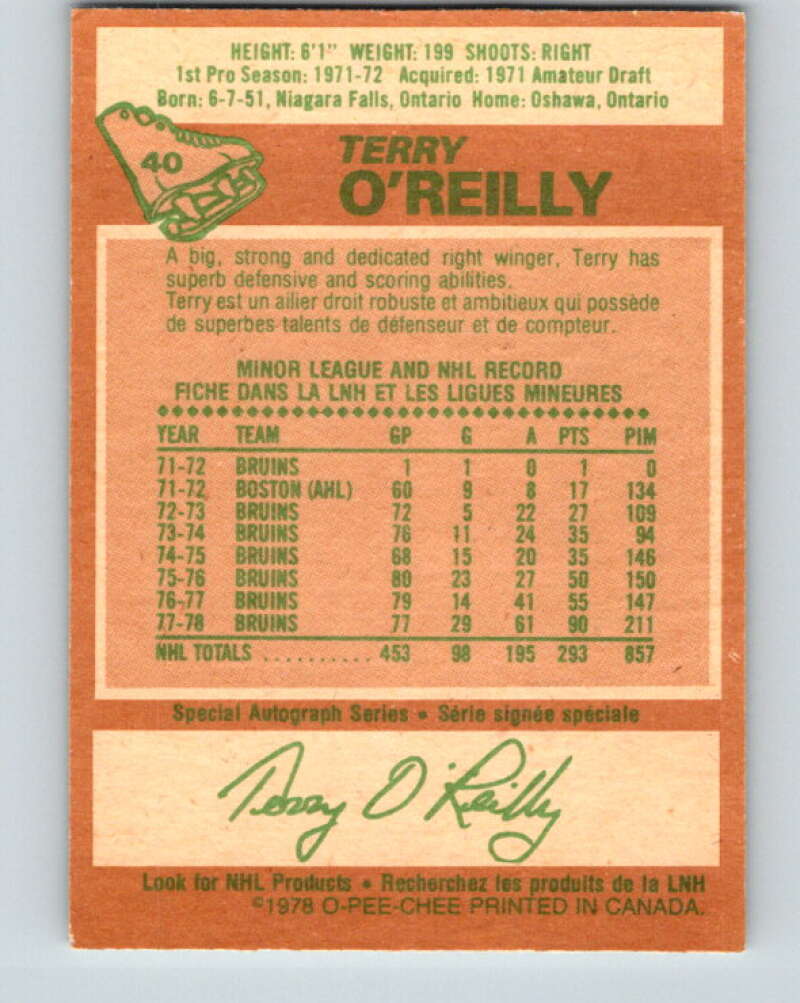 HEIGHT: 6'1" WEIGHT: 199 SHOOTS: RIGHT
1st Pro Season: 1971-72 Acquired: 1971 Amateur Draft
Born: 6-7-51, Niagara Falls, Ontario Home: Oshawa, Ontario
40
TERRY
O'REILLY
A big, strong and dedicated right winger, Terry has
superb defensive and scoring abilities.
Terry est un ailier droit robuste et ambitieux qui possède
de superbes talents de défenseur et de compteur.
MINOR LEAGUE AND NHL RECORD
FICHE DANS LA LNH ET LES LIGUES MINEURES
YEAR TEAM GP G A PTS PIM
71-72 BRUINS 1 1 0 1 0
71-72 BOSTON (AHL) 60 9 8 17 134
72-73 BRUINS 72 5 22 27 109
73-74 BRUINS 76 11 24 35 94
74-75 BRUINS 68 15 20 35 146
75-76 BRUINS 80 23 27 50 150
76-77 BRUINS 79 14 41 55 147
77-78 BRUINS 77 29 61 90 211
NHL TOTALS .......... 453 98 195 293 857
Special Autograph Series • Série signée spéciale
Terry O'Reilly
Look for NHL Products • Recherchez les produits de la LNH
©1978 O-PEE-CHEE PRINTED IN CANADA.